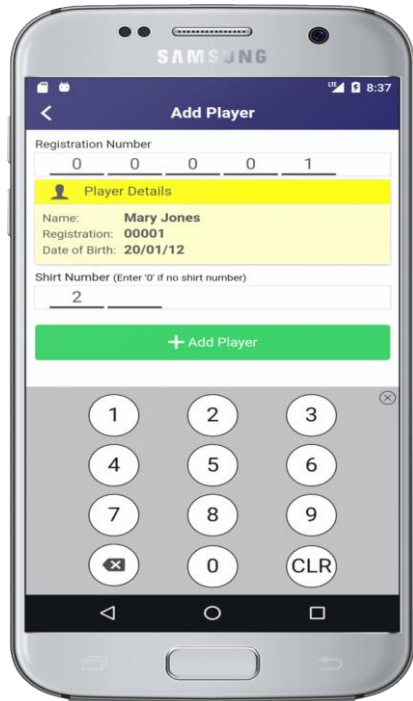 SAMSUNG
LTE 8:37
Add Player
Registration Number
0 0 0 0 1
Player Details
Name: Mary Jones
Registration: 00001
Date of Birth: 20/01/12
Shirt Number (Enter '0' if no shirt number)
2
+ Add Player
1 2 3
4 5 6
7 8 9
0 CLR